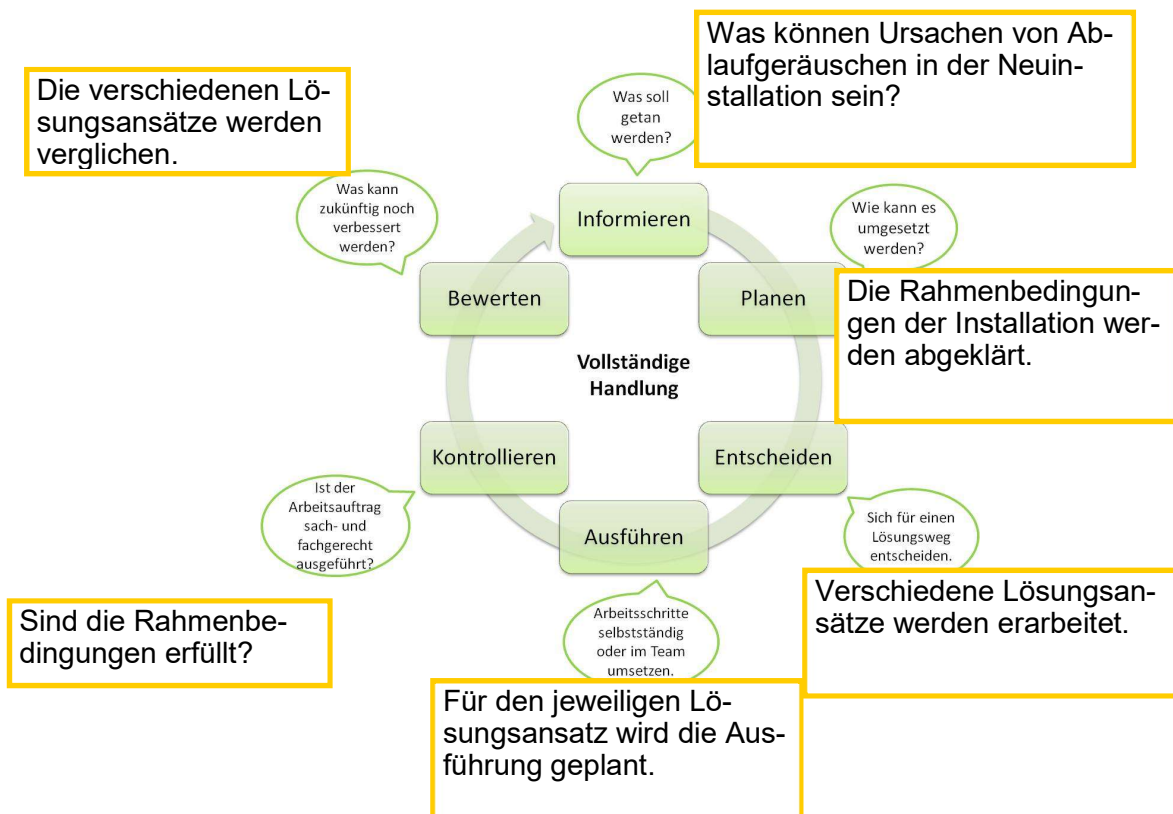 Was können Ursachen von Ab-
laufgeräuschen in der Neuin-
stallation sein?
Die verschiedenen Lö-
sungsansätze werden
verglichen.
Was soll
getan
werden?
Was kann
zukünftig noch
verbessert
werden?
Informieren
Wie kann es
umgesetzt
werden?
Bewerten
Planen
Die Rahmenbedingun-
gen der Installation wer-
den abgeklärt.
Vollständige
Handlung
Kontrollieren
Entscheiden
Ist der
Arbeitsauftrag
sach- und
fachgerecht
ausgeführt?
Ausführen
Sich für einen
Lösungsweg
entscheiden.
Verschiedene Lösungsan-
sätze werden erarbeitet.
Sind die Rahmenbe-
dingungen erfüllt?
Arbeitsschritte
selbstständig
oder im Team
umsetzen.
Für den jeweiligen Lö-
sungsansatz wird die Aus-
führung geplant.